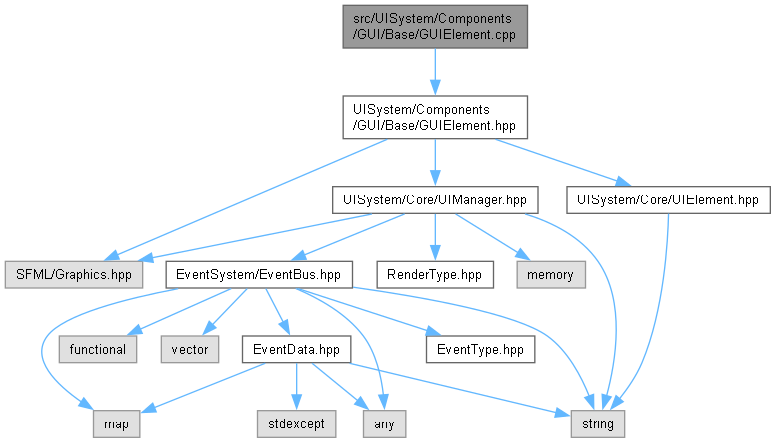 src/UISystem/Components
/GUI/Base/GUIElement.cpp
UISystem/Components
/GUI/Base/GUIElement.hpp
UISystem/Core/UIManager.hpp
UISystem/Core/UIElement.hpp
SFML/Graphics.hpp
EventSystem/EventBus.hpp
RenderType.hpp
memory
functional
vector
EventData.hpp
EventType.hpp
map
stdexcept
any
string